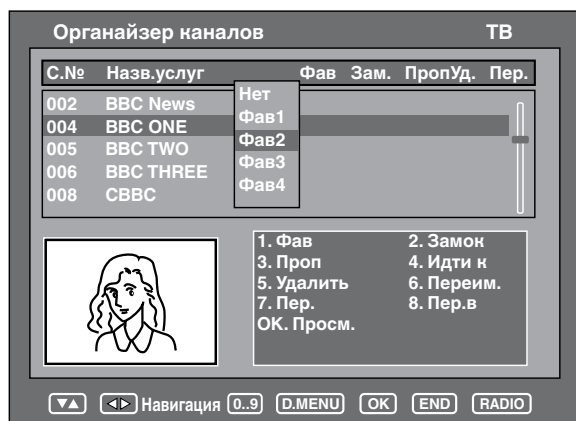 Органайзер каналов ТВ
С.№ Назв.услуг Фав Зам. ПропУд. Пер.
Нет
Фав1
Фав2
Фав3
Фав4
002 BBC News
004 BBC ONE
005 BBC TWO
006 BBC THREE
008 CBBC
1. Фав 2. Замок
3. Проп 4. Идти к
5. Удалить 6. Переим.
7. Пер. 8. Пер.в
OK. Просм.
Навигация 0..9 D.MENU OK END RADIO